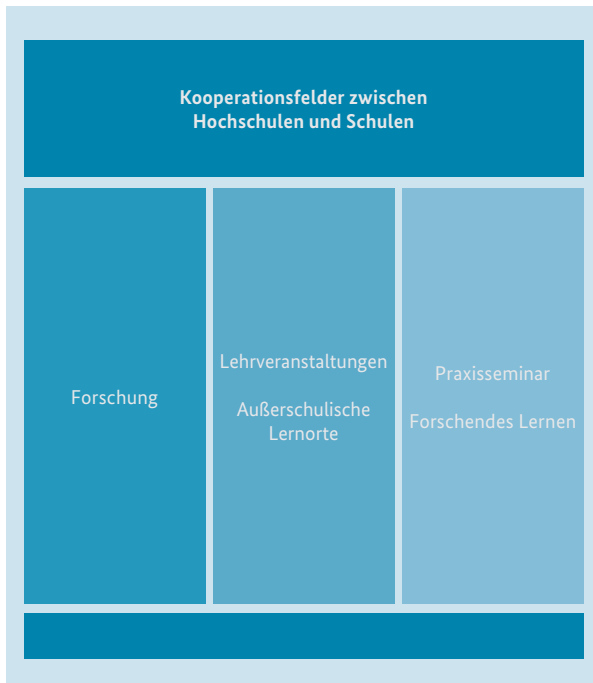 Kooperationsfelder zwischen
Hochschulen und Schulen
Forschung
Lehrveranstaltungen
Außerschulische
Lernorte
Praxisseminar
Forschendes Lernen